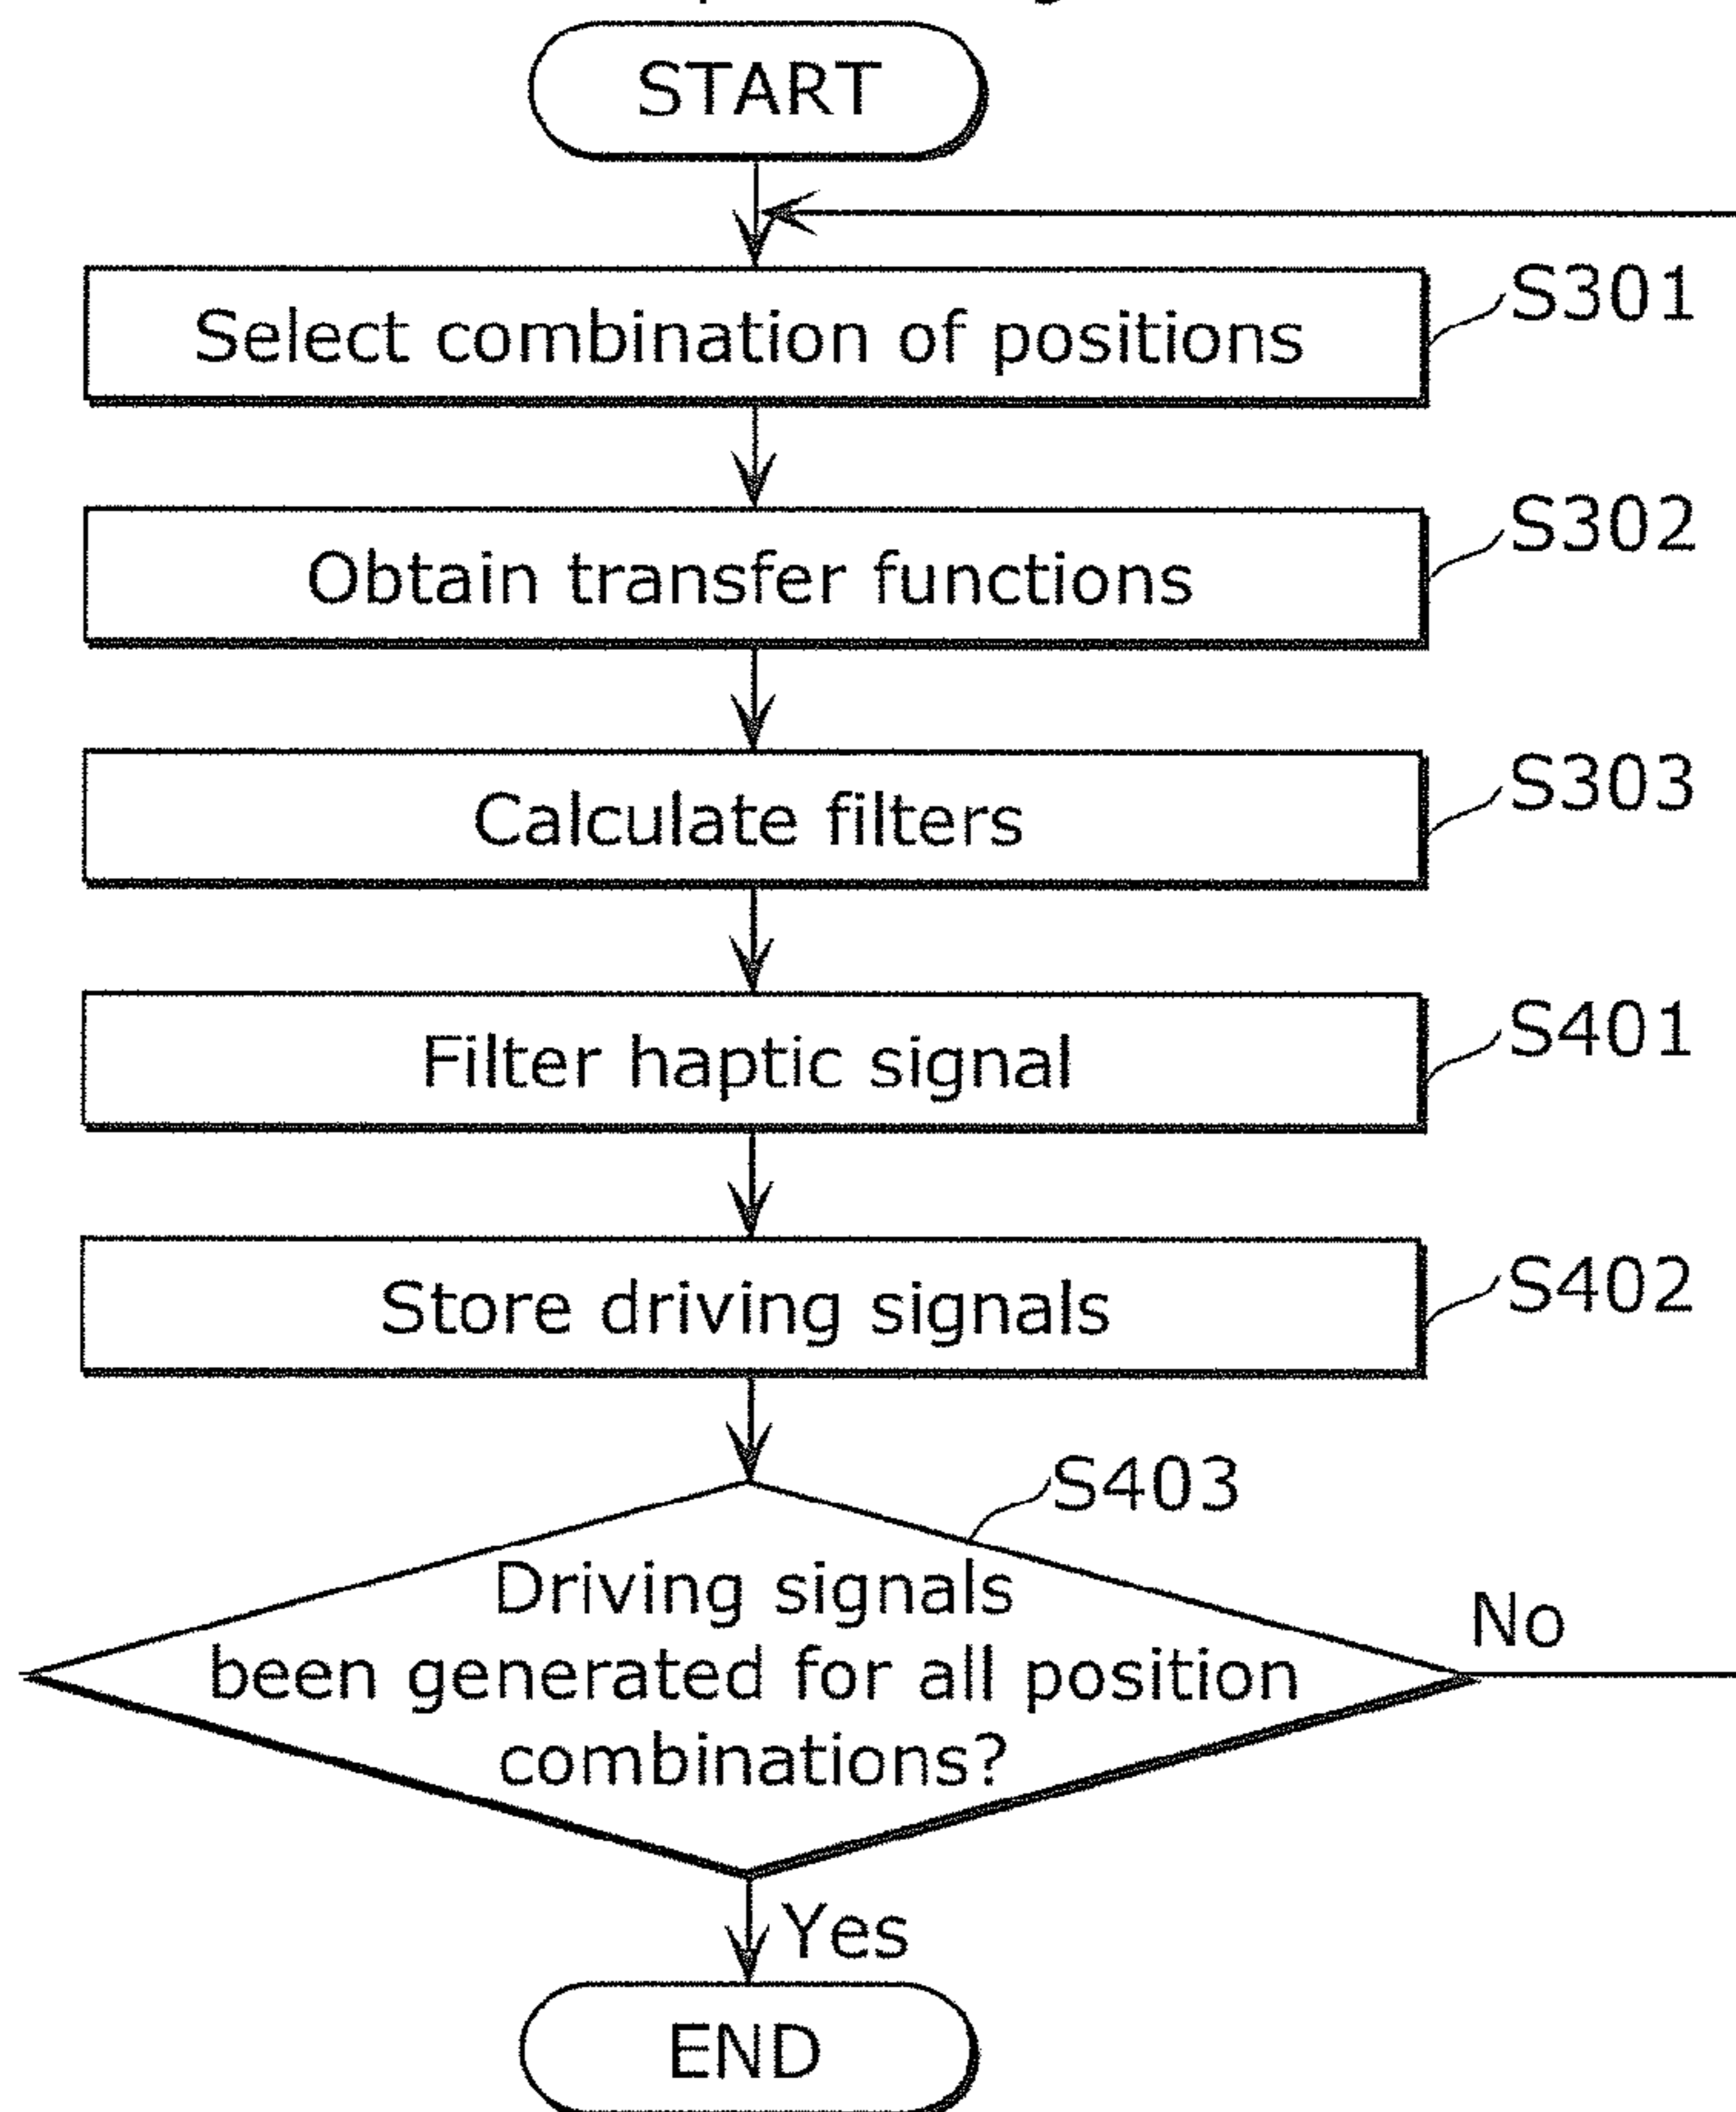 START
Select combination of positions
S301
Obtain transfer functions
S302
Calculate filters
S303
Filter haptic signal
S401
Store driving signals
S402
S403
Driving signals
been generated for all position
combinations?
No
Yes
END